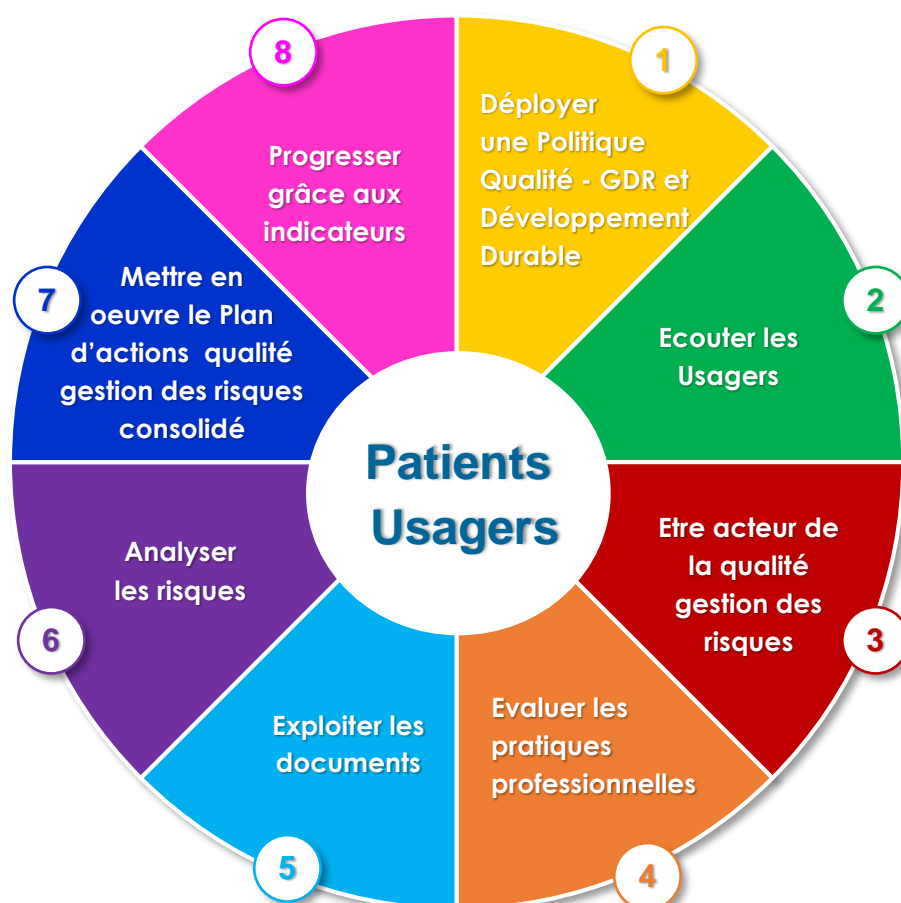 1
Déployer
une Politique
Qualité - GDR et
Développement
Durable
2
Ecouter les
Usagers
3
Etre acteur de
la qualité
gestion des
risques
4
Evaluer les
pratiques
professionnelles
5
Exploiter les
documents
6
Analyser
les risques
7
Mettre en
oeuvre le Plan
d’actions  qualité
gestion des risques
consolidé
8
Progresser
grâce aux
indicateurs
Patients
Usagers